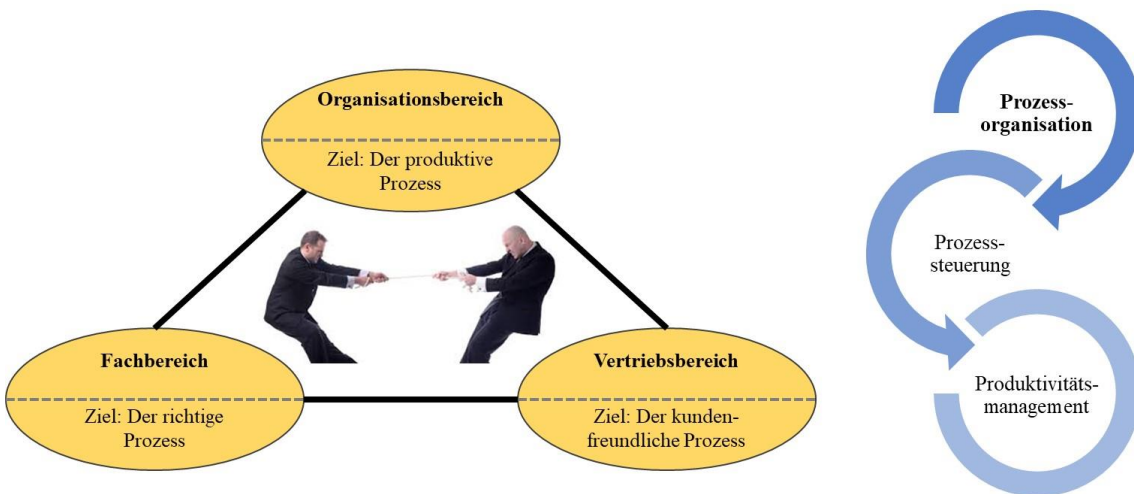 Organisationsbereich
Ziel: Der produktive
Prozess
Fachbereich
Ziel: Der richtige
Prozess
Vertriebsbereich
Ziel: Der kunden-
freundliche Prozess
Prozess-
organisation
Prozess-
steuerung
Produktivitäts-
management